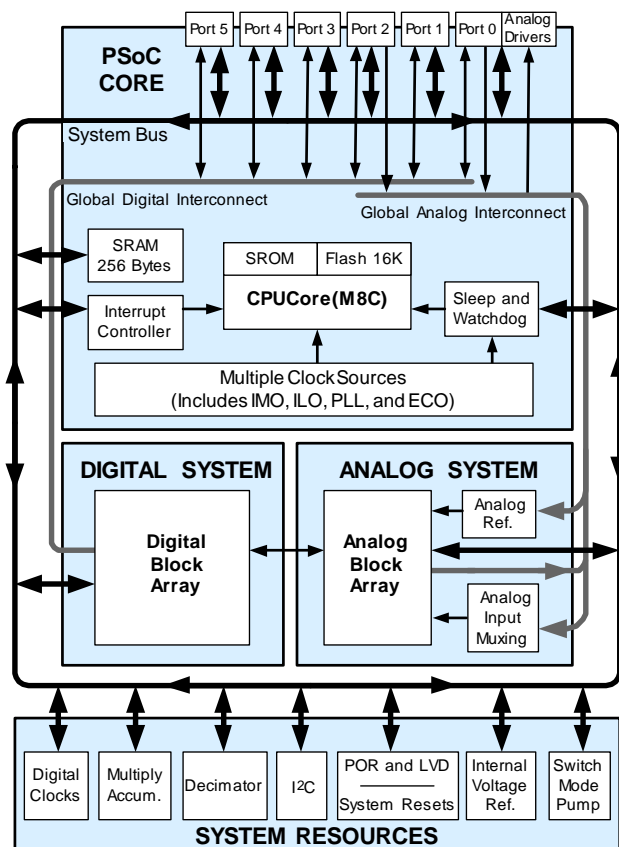 Port 5
Port 4
Port 3
Port 2
Port 1
Port 0
Analog
Drivers
PSoC
CORE
System Bus
Global Digital Interconnect
Global Analog Interconnect
SRAM
256 Bytes
SROM
Flash 16K
CPUCore(M8C)
Interrupt
Controller
Sleep and
Watchdog
Multiple Clock Sources
(Includes IMO, ILO, PLL, and ECO)
DIGITAL SYSTEM
ANALOG SYSTEM
Digital
Block
Array
Analog
Block
Array
Analog
Ref.
Analog
Input
Muxing
Digital
Clocks
Multiply
Accum.
Decimator
I²C
POR and LVD
System Resets
Internal
Voltage
Ref.
Switch
Mode
Pump
SYSTEM RESOURCES